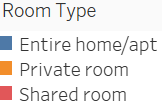 Room Type
Entire home/apt
Private room
Shared room